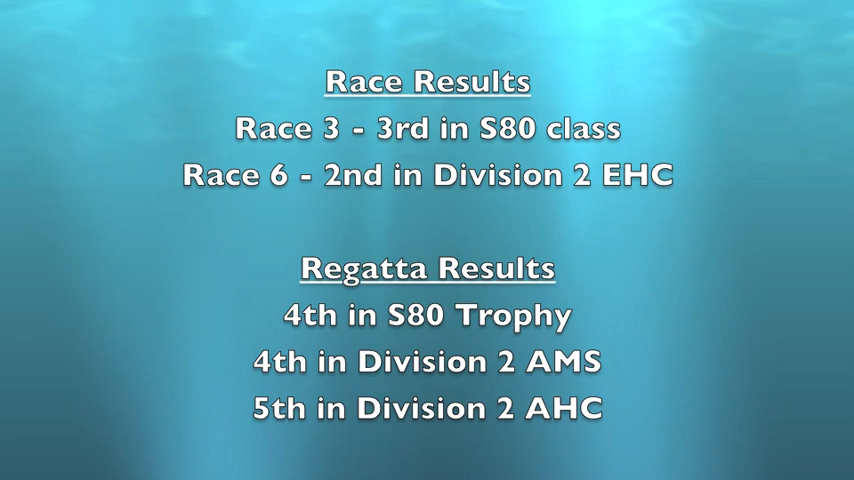 Race Results
Race 3 - 3rd in S80 class
Race 6 - 2nd in Division 2 EHC
Regatta Results
4th in S80 Trophy
4th in Division 2 AMS
5th in Division 2 AHC